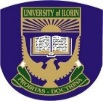 UNIVERSITY OF ILORIN
PROBITAS - DOCTRINA